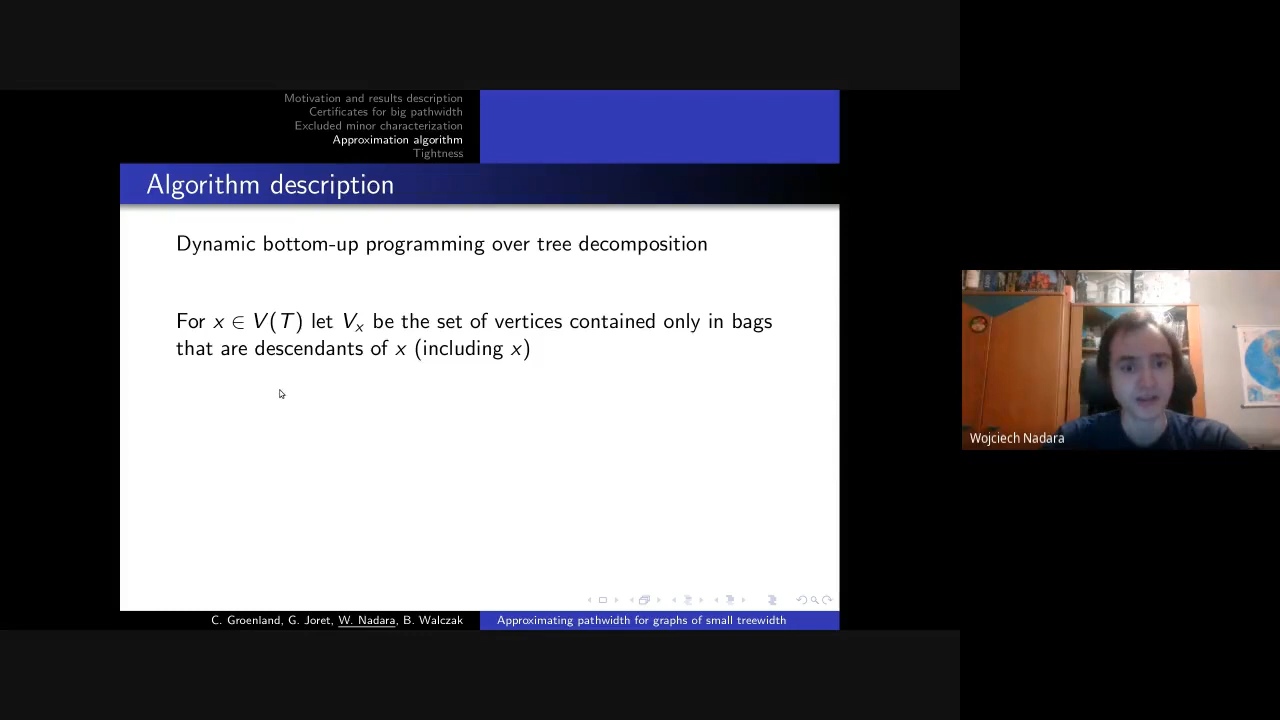 Motivation and results description
Certificates for big pathwidth
Excluded minor characterization
Approximation algorithm
Tightness
Algorithm description
Dynamic bottom-up programming over tree decomposition
For x ∈ V(T) let Vₓ be the set of vertices contained only in bags
that are descendants of x (including x)
Wojciech Nadara
C. Groenland, G. Joret, W. Nadara, B. Walczak
Approximating pathwidth for graphs of small treewidth